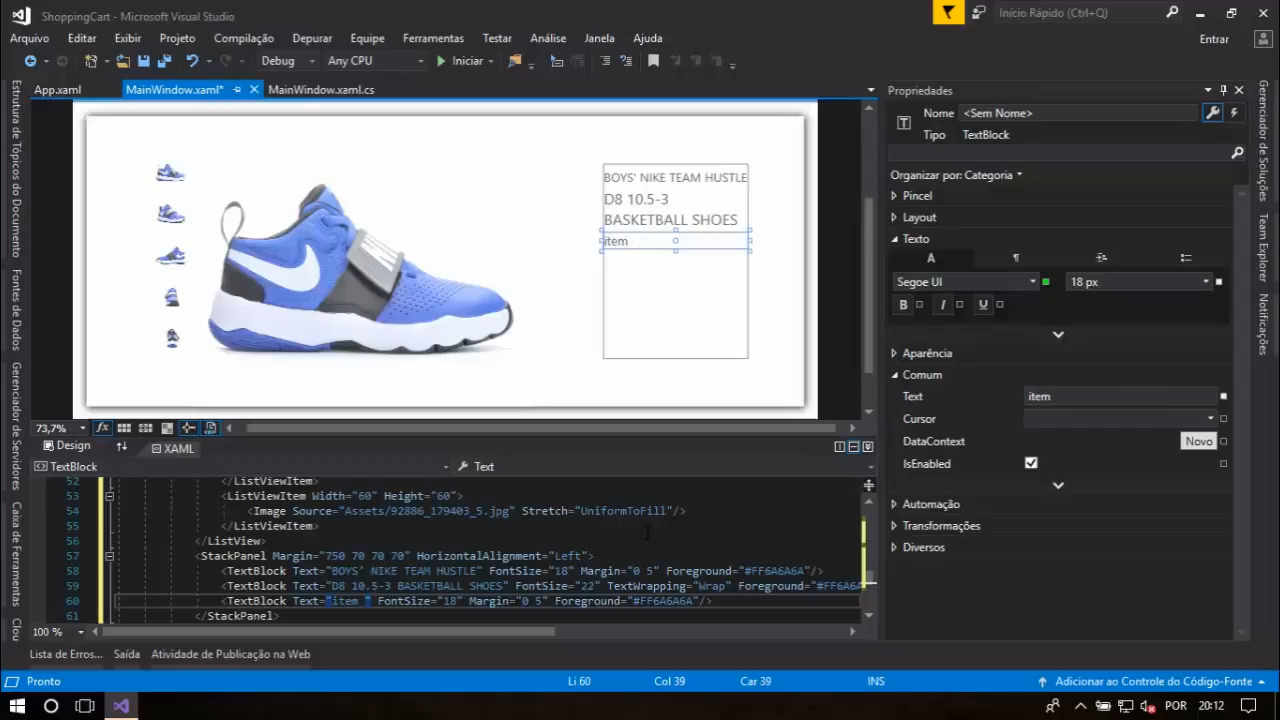 ShoppingCart - Microsoft Visual Studio
Início Rápido (Ctrl+Q)
Arquivo Editar Exibir Projeto Compilação Depurar Equipe Ferramentas Testar Análise Janela Ajuda
Entrar
Debug Any CPU Iniciar
App.xaml MainWindow.xaml* MainWindow.xaml.cs
Estrutura de Tópicos do Documento
Fontes de Dados
Gerenciador de Servidores
Caixa de Ferramentas
Clou
BOYS' NIKE TEAM HUSTLE
D8 10.5-3
BASKETBALL SHOES
item
73,7%
Design XAML
TextBlock Text
52 </ListViewItem>
53 <ListViewItem Width="60" Height="60">
54 <Image Source="Assets/92886_179403_5.jpg" Stretch="UniformToFill"/>
55 </ListViewItem>
56 </ListView>
57 <StackPanel Margin="750 70 70 70" HorizontalAlignment="Left">
58 <TextBlock Text="BOYS' NIKE TEAM HUSTLE" FontSize="18" Margin="0 5" Foreground="#FF6A6A6A"/>
59 <TextBlock Text="D8 10.5-3 BASKETBALL SHOES" FontSize="22" TextWrapping="Wrap" Foreground="#FF6A6A
60 <TextBlock Text="item " FontSize="18" Margin="0 5" Foreground="#FF6A6A6A"/>
61 </StackPanel>
100 %
Propriedades
Nome <Sem Nome>
Tipo TextBlock
Organizar por: Categoria
Pincel
Layout
Texto
A ¶
Segoe UI 18 px
B I U
Aparência
Comum
Text item
Cursor
DataContext Novo
IsEnabled
Automação
Transformações
Diversos
Gerenciador de Soluções
Team Explorer
Notificações
Lista de Erros... Saída Atividade de Publicação na Web
Pronto Li 60 Col 39 Car 39 INS Adicionar ao Controle do Código-Fonte
POR 20:12